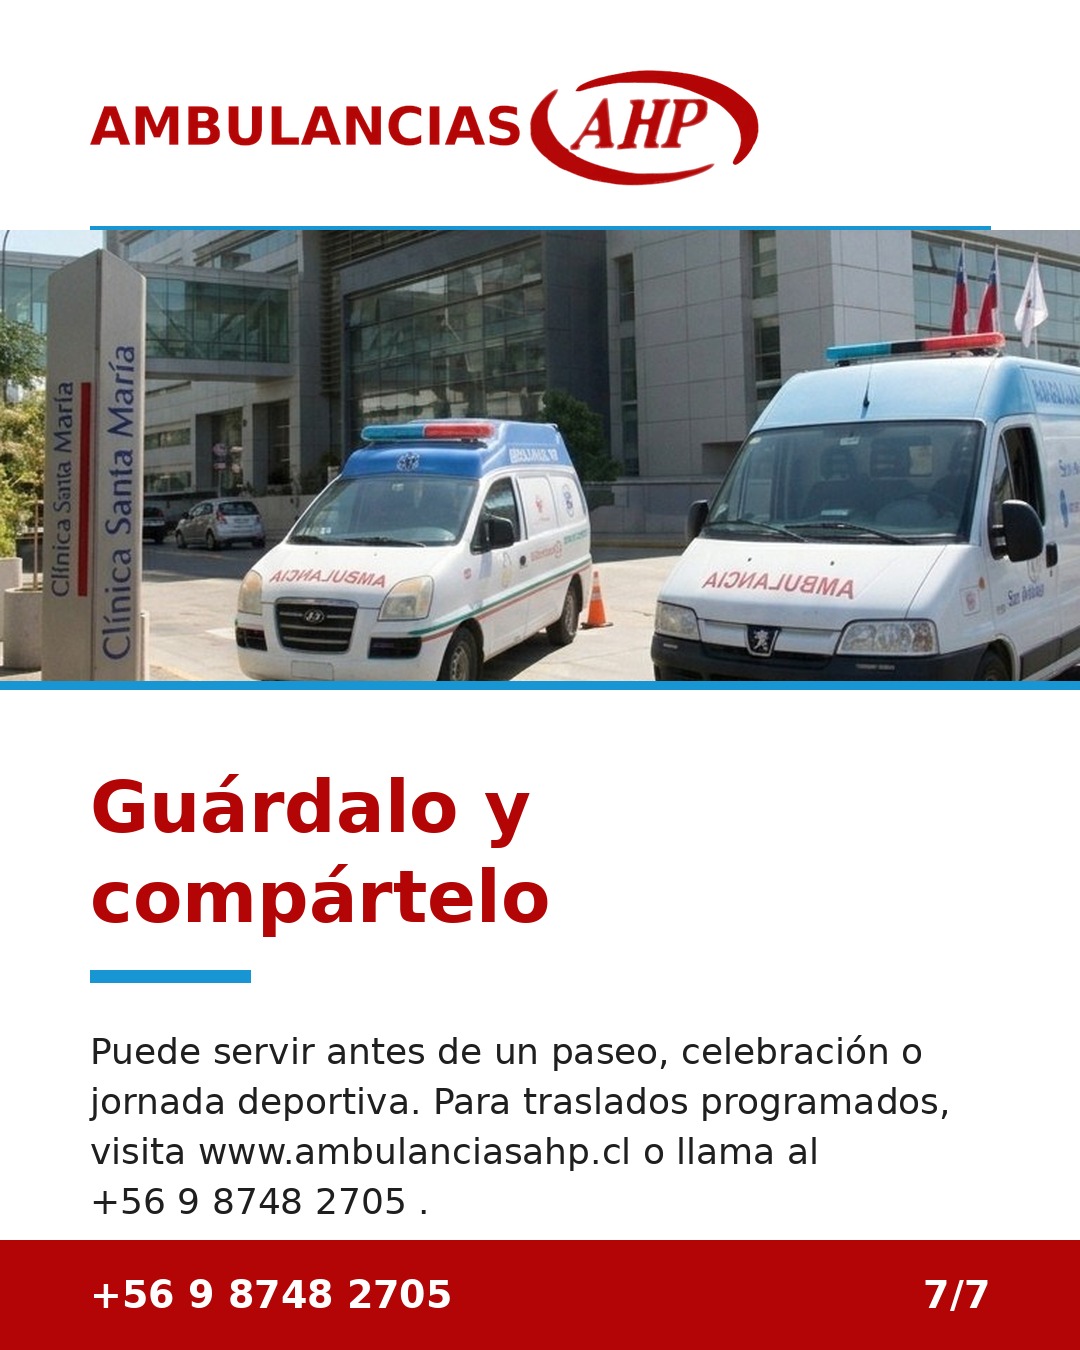 AMBULANCIAS AHP
Clínica Santa María
Clínica Santa María
AMBULANCIA
AMBULANCIA
Guárdalo y
compártelo
Puede servir antes de un paseo, celebración o
jornada deportiva. Para traslados programados,
visita www.ambulanciasahp.cl o llama al
+56 9 8748 2705 .
+56 9 8748 2705
7/7